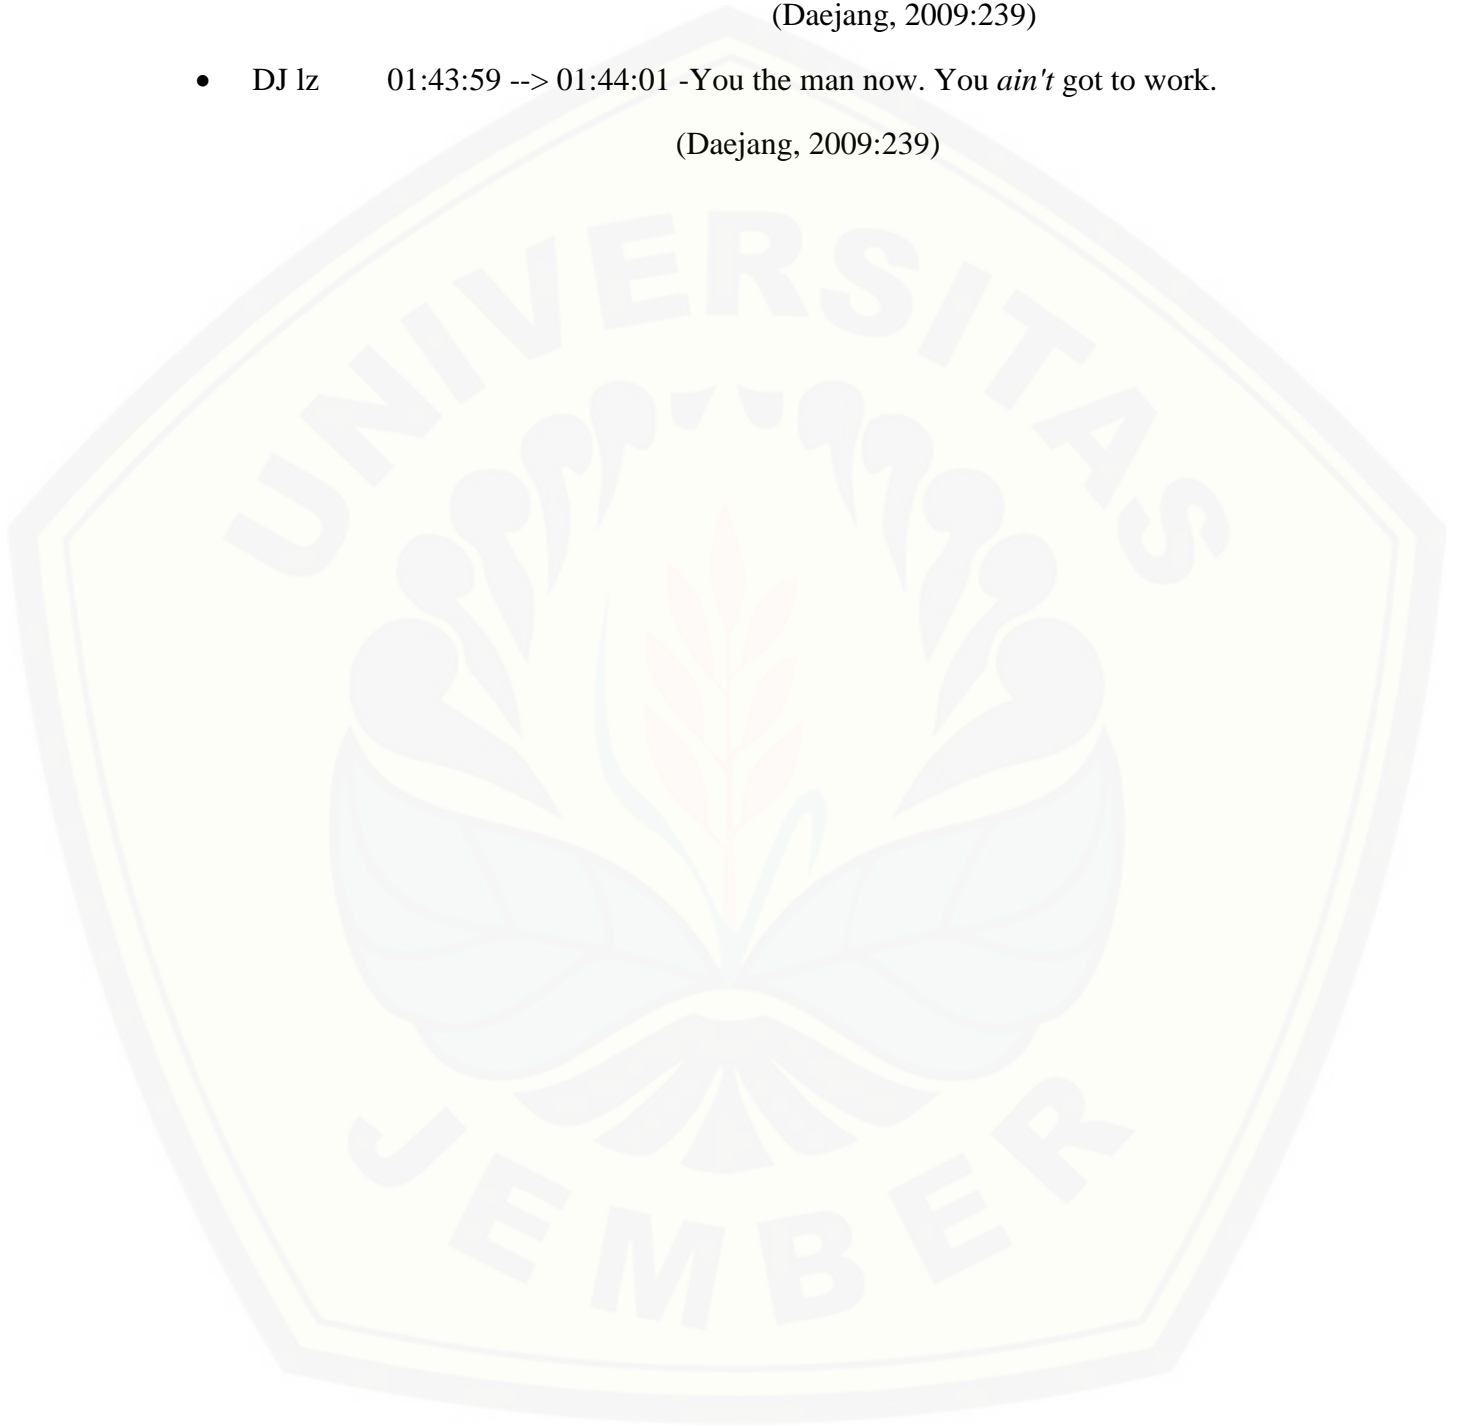 (Daejang, 2009:239)
• DJ lz 01:43:59 --> 01:44:01 -You the man now. You ain't got to work.
(Daejang, 2009:239)
UNIVERSITAS
JEMBER